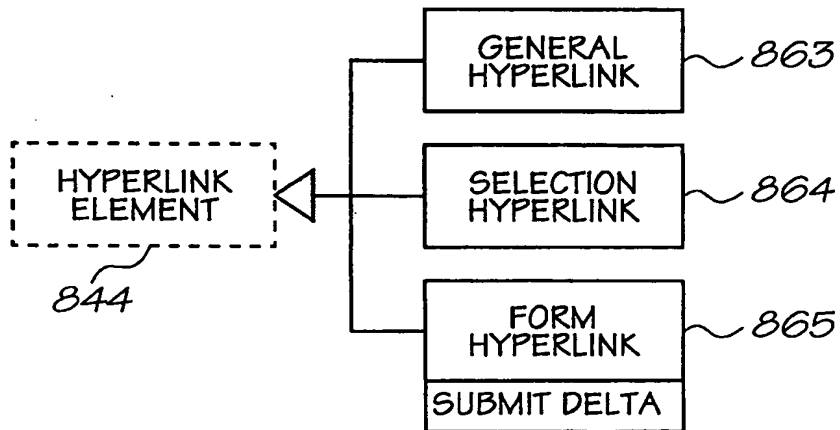 GENERAL
HYPERLINK
863
HYPERLINK
ELEMENT
844
SELECTION
HYPERLINK
864
FORM
HYPERLINK
865
SUBMIT DELTA